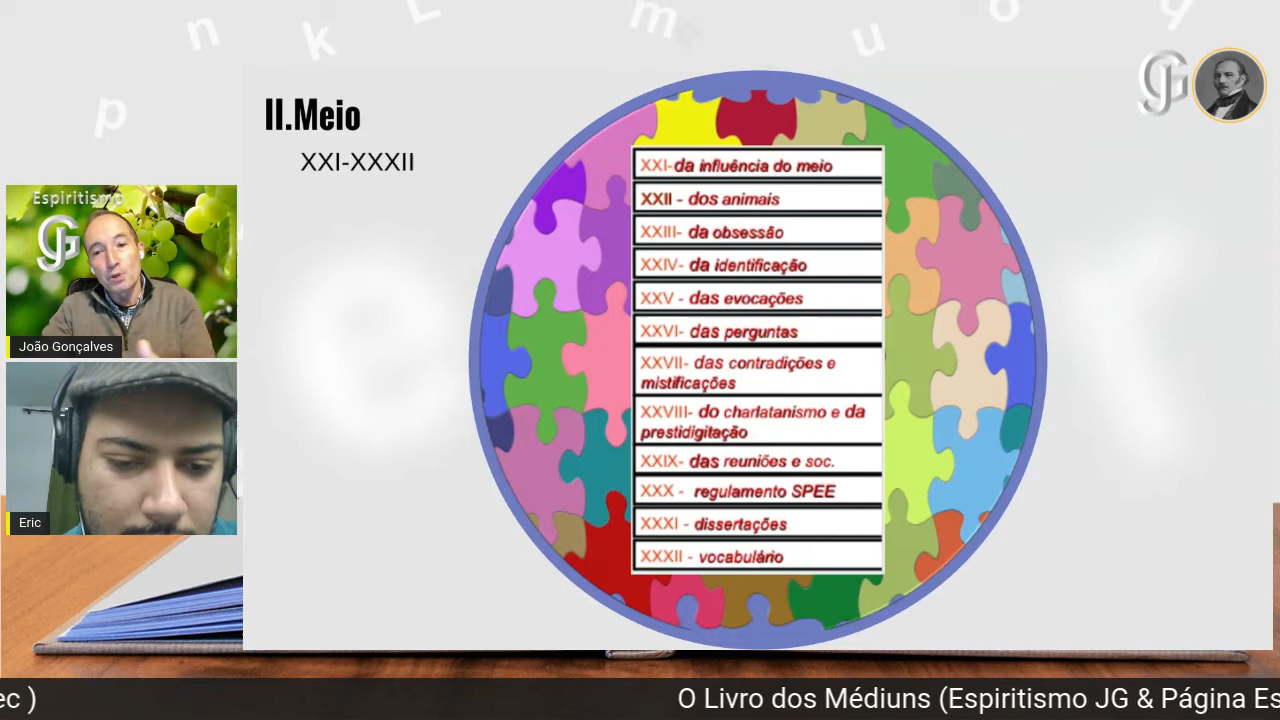 II.Meio
XXI-XXXII
XXI-da influência do meio
XXII - dos animais
XXIII- da obsessão
XXIV- da identificação
XXV - das evocações
XXVI- das perguntas
XXVII- das contradições e
mistificações
XXVIII- do charlatanismo e da
prestidigitação
XXIX- das reuniões e soc.
XXX - regulamento SPEE
XXXI - dissertações
XXXII - vocabulário
Espiritismo
JG
João Gonçalves
Eric
JG
n k L m u o q
p
e
ec ) O Livro dos Médiuns (Espiritismo JG & Página Es